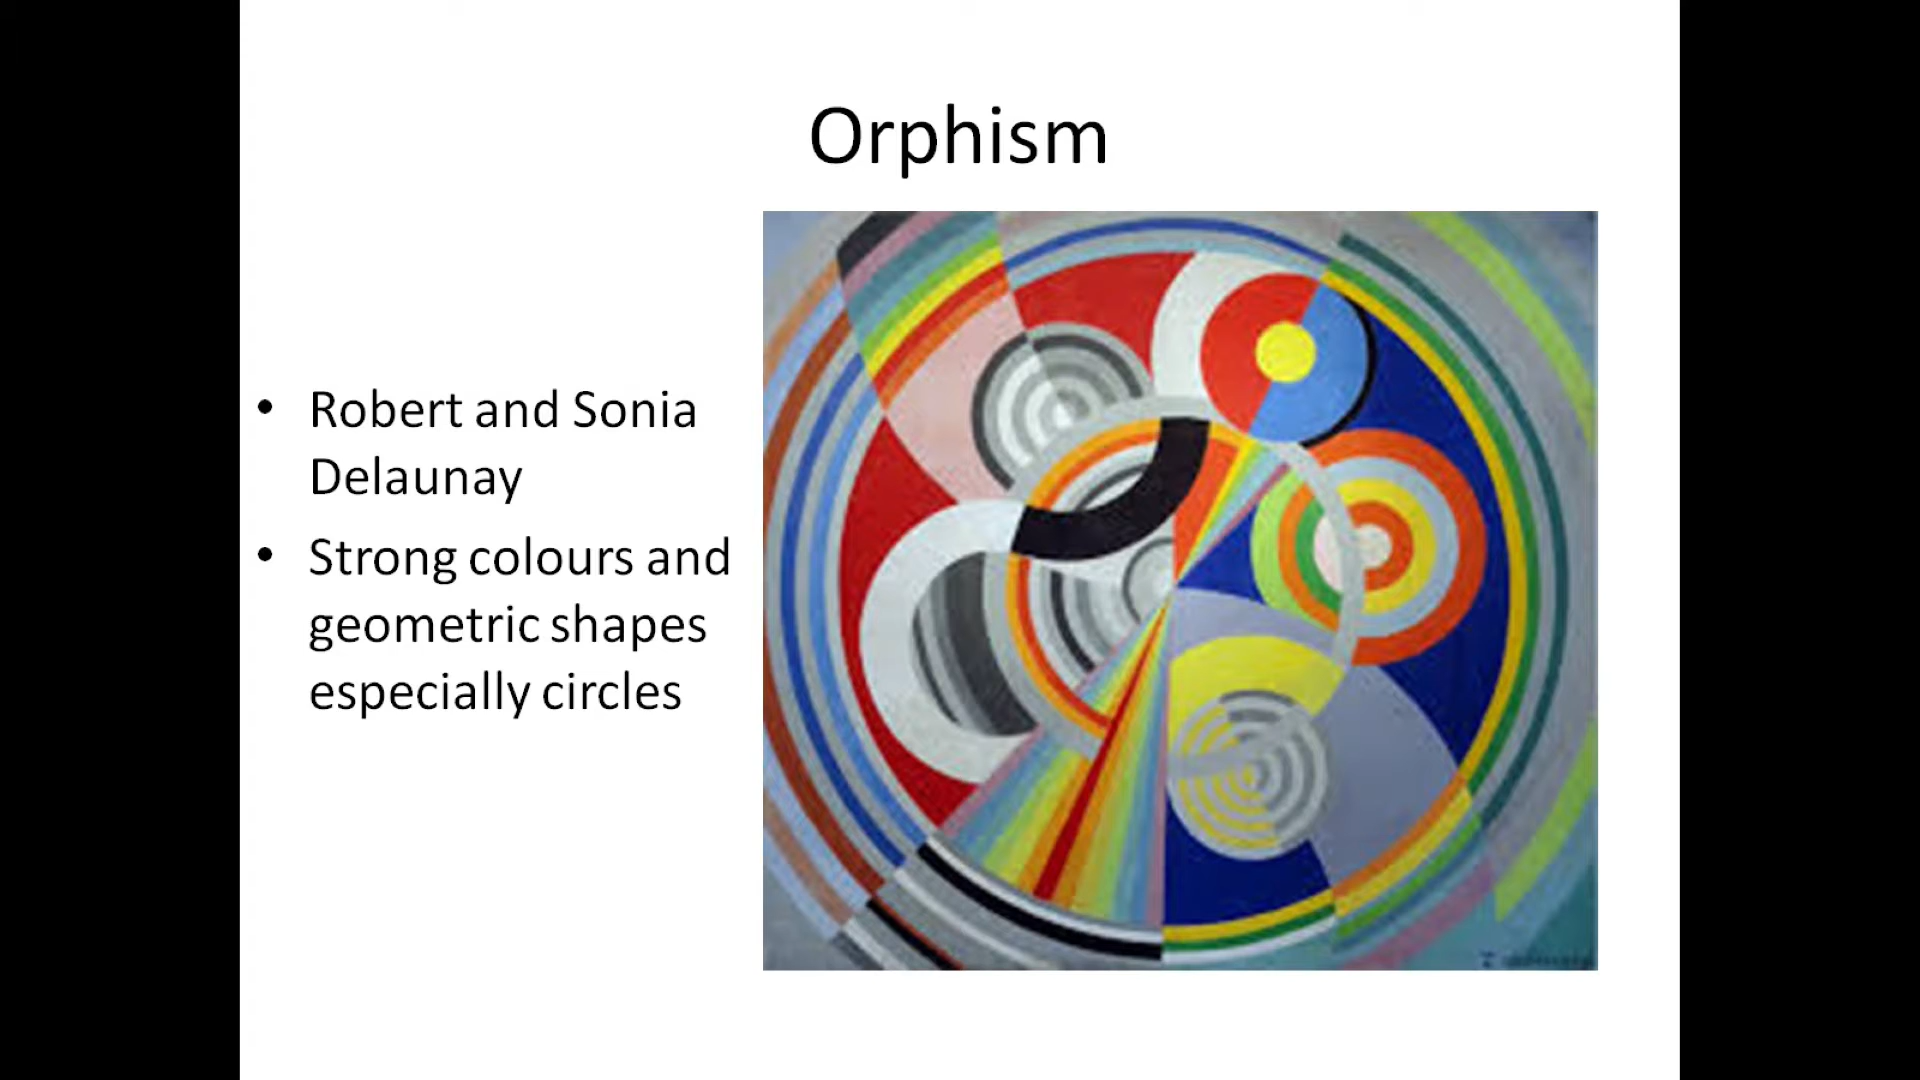 Orphism
• Robert and Sonia
Delaunay
• Strong colours and
geometric shapes
especially circles